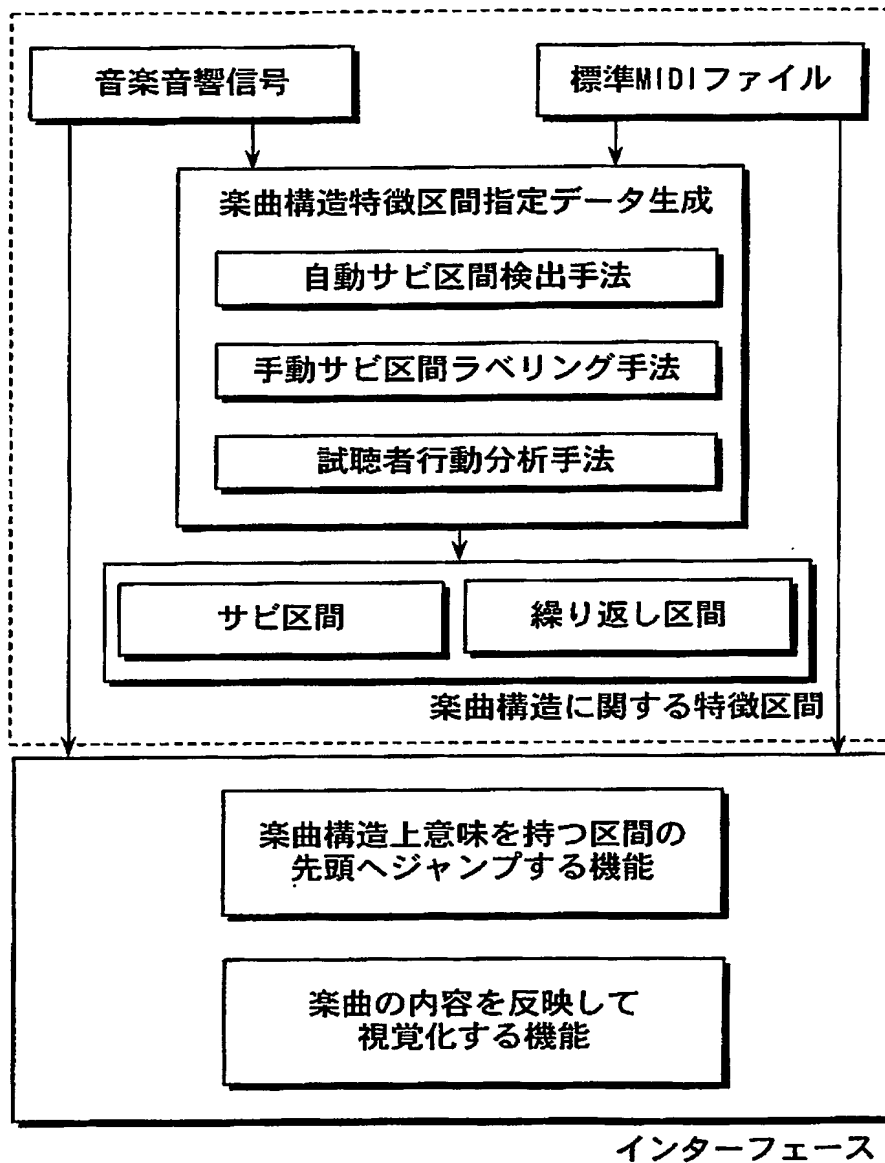 音楽音響信号
標準MIDIファイル
楽曲構造特徴区間指定データ生成
自動サビ区間検出手法
手動サビ区間ラベリング手法
試聴者行動分析手法
サビ区間
繰り返し区間
楽曲構造に関する特徴区間
楽曲構造上意味を持つ区間の
先頭へジャンプする機能
楽曲の内容を反映して
視覚化する機能
インターフェース